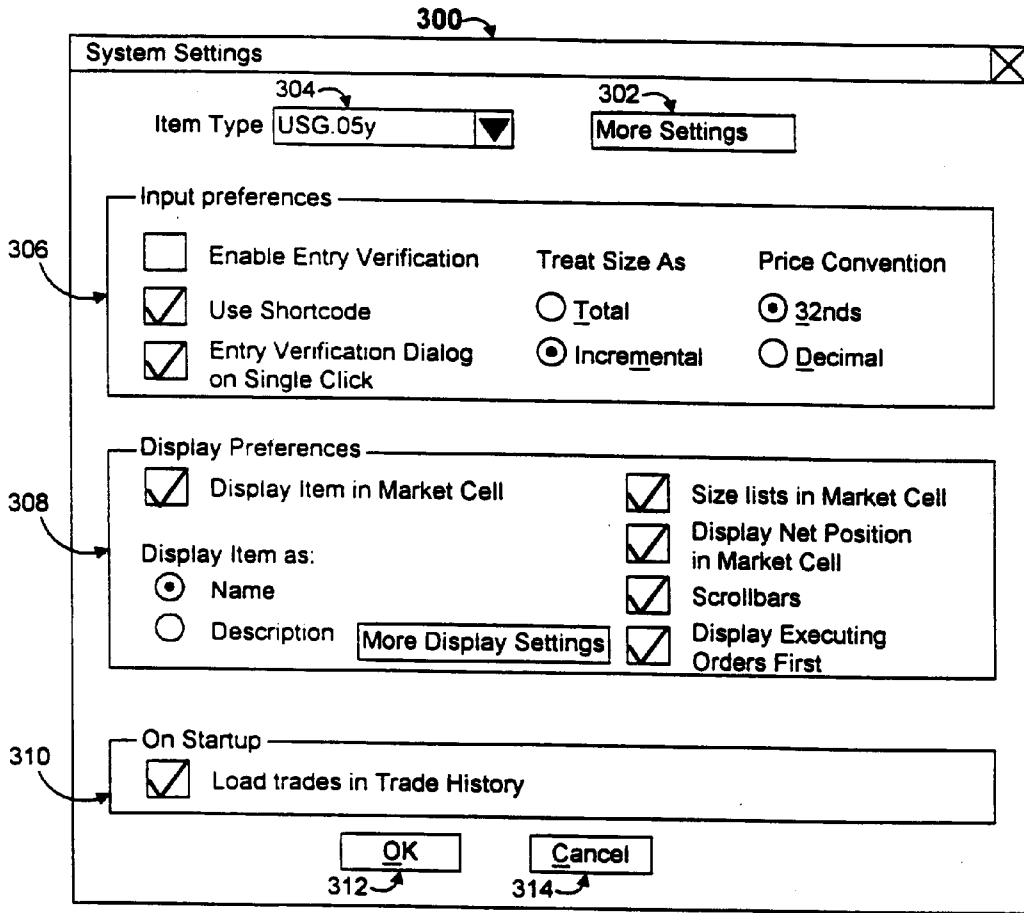 300
System Settings
304
302
Item Type USG.05y
More Settings
Input preferences
306
Enable Entry Verification
Treat Size As
Price Convention
Use Shortcode
Total
32nds
Entry Verification Dialog
on Single Click
Incremental
Decimal
Display Preferences
308
Display Item in Market Cell
Size lists in Market Cell
Display Item as:
Display Net Position
in Market Cell
Name
Scrollbars
Description
More Display Settings
Display Executing
Orders First
310
On Startup
Load trades in Trade History
OK
Cancel
312
314